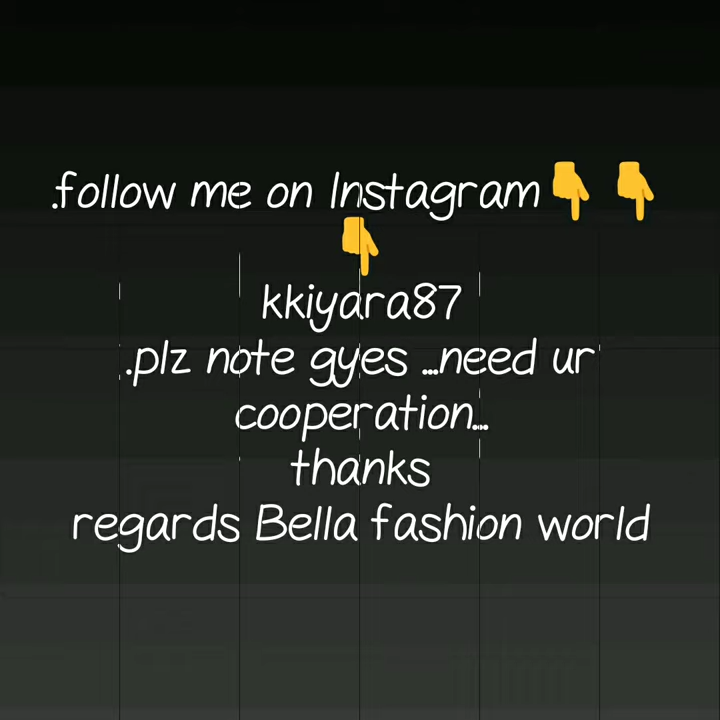 .follow me on Instagram👇 👇
👇
kkiyara87
.plz note gyes ...need ur
cooperation...
thanks
regards Bella fashion world